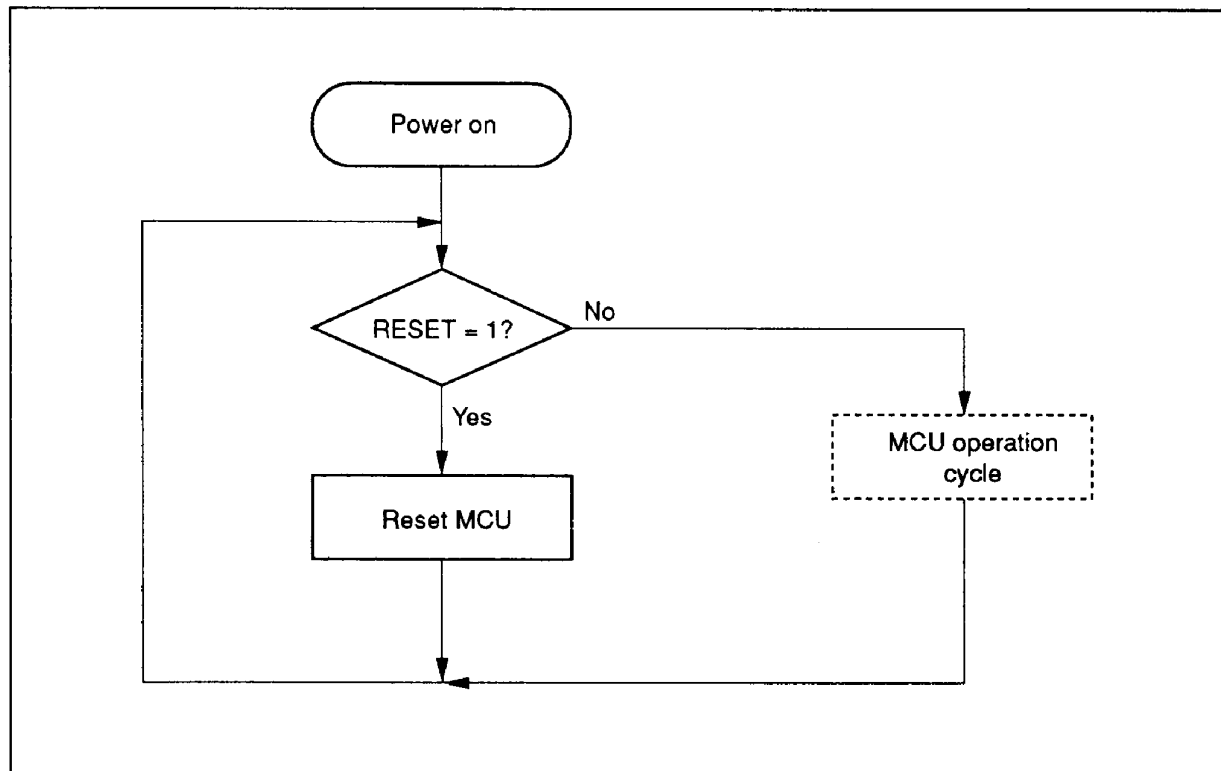 Power on
RESET = 1?
No
Yes
MCU operation
cycle
Reset MCU